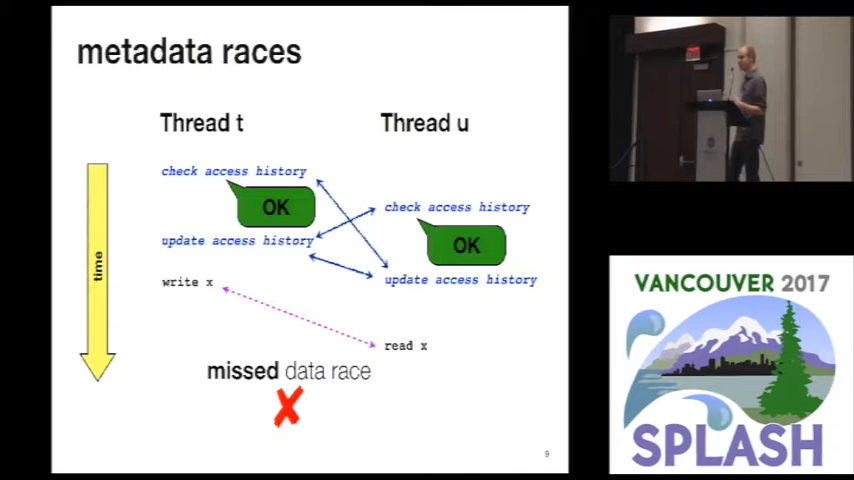 metadata races
Thread t
Thread u
check access history
OK
check access history
update access history
OK
update access history
time
write x
read x
missed data race
9
VANCOUVER 2017
SPLASH